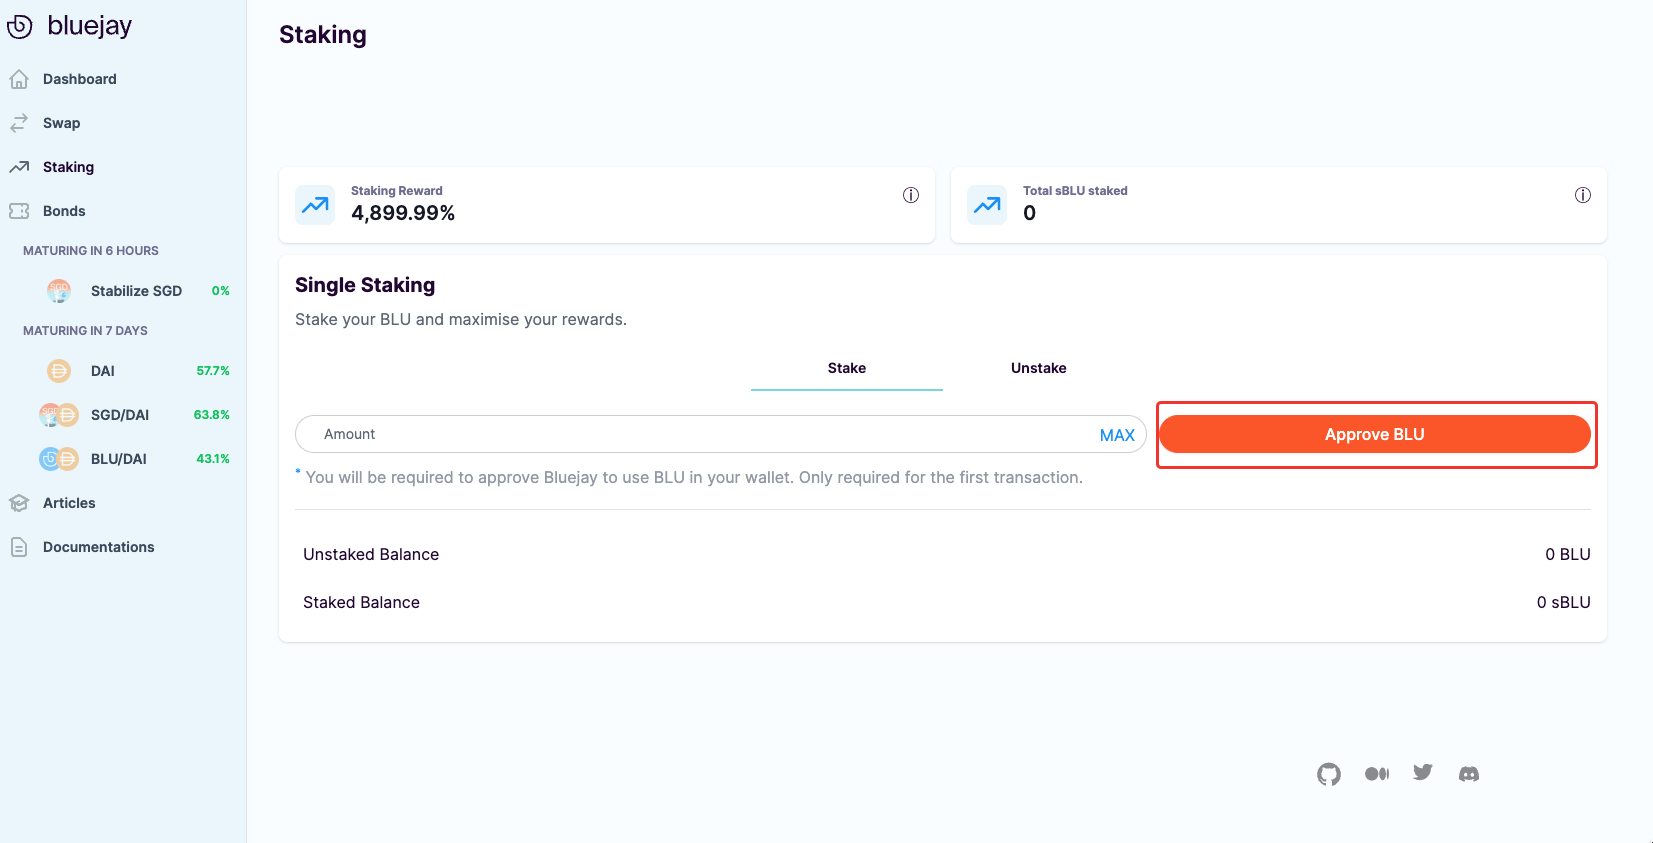 bluejay
Dashboard
Swap
Staking
Bonds
MATURING IN 6 HOURS
Stabilize SGD 0%
MATURING IN 7 DAYS
DAI 57.7%
SGD/DAI 63.8%
BLU/DAI 43.1%
Articles
Documentations
Staking
Staking Reward
4,899.99%
Total sBLU staked
0
Single Staking
Stake your BLU and maximise your rewards.
Stake Unstake
Amount MAX Approve BLU
* You will be required to approve Bluejay to use BLU in your wallet. Only required for the first transaction.
Unstaked Balance 0 BLU
Staked Balance 0 sBLU